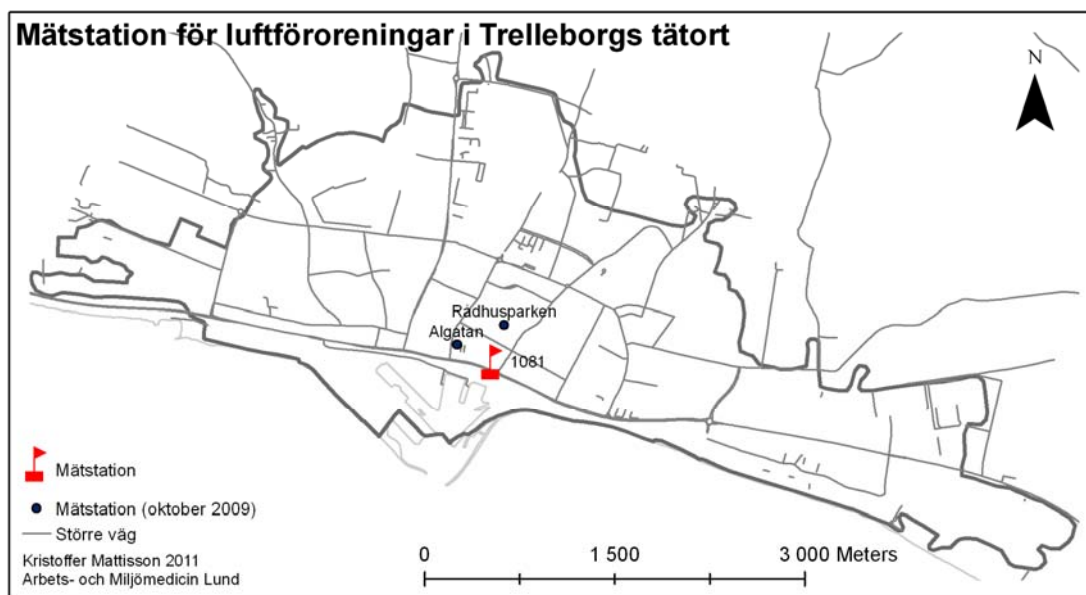 Mätstation för luftföroreningar i Trelleborgs tätort
N
Rådhusparken
Algatan
1081
Mätstation
Mätstation (oktober 2009)
Större väg
Kristoffer Mattisson 2011
Arbets- och Miljömedicin Lund
0 1 500 3 000 Meters